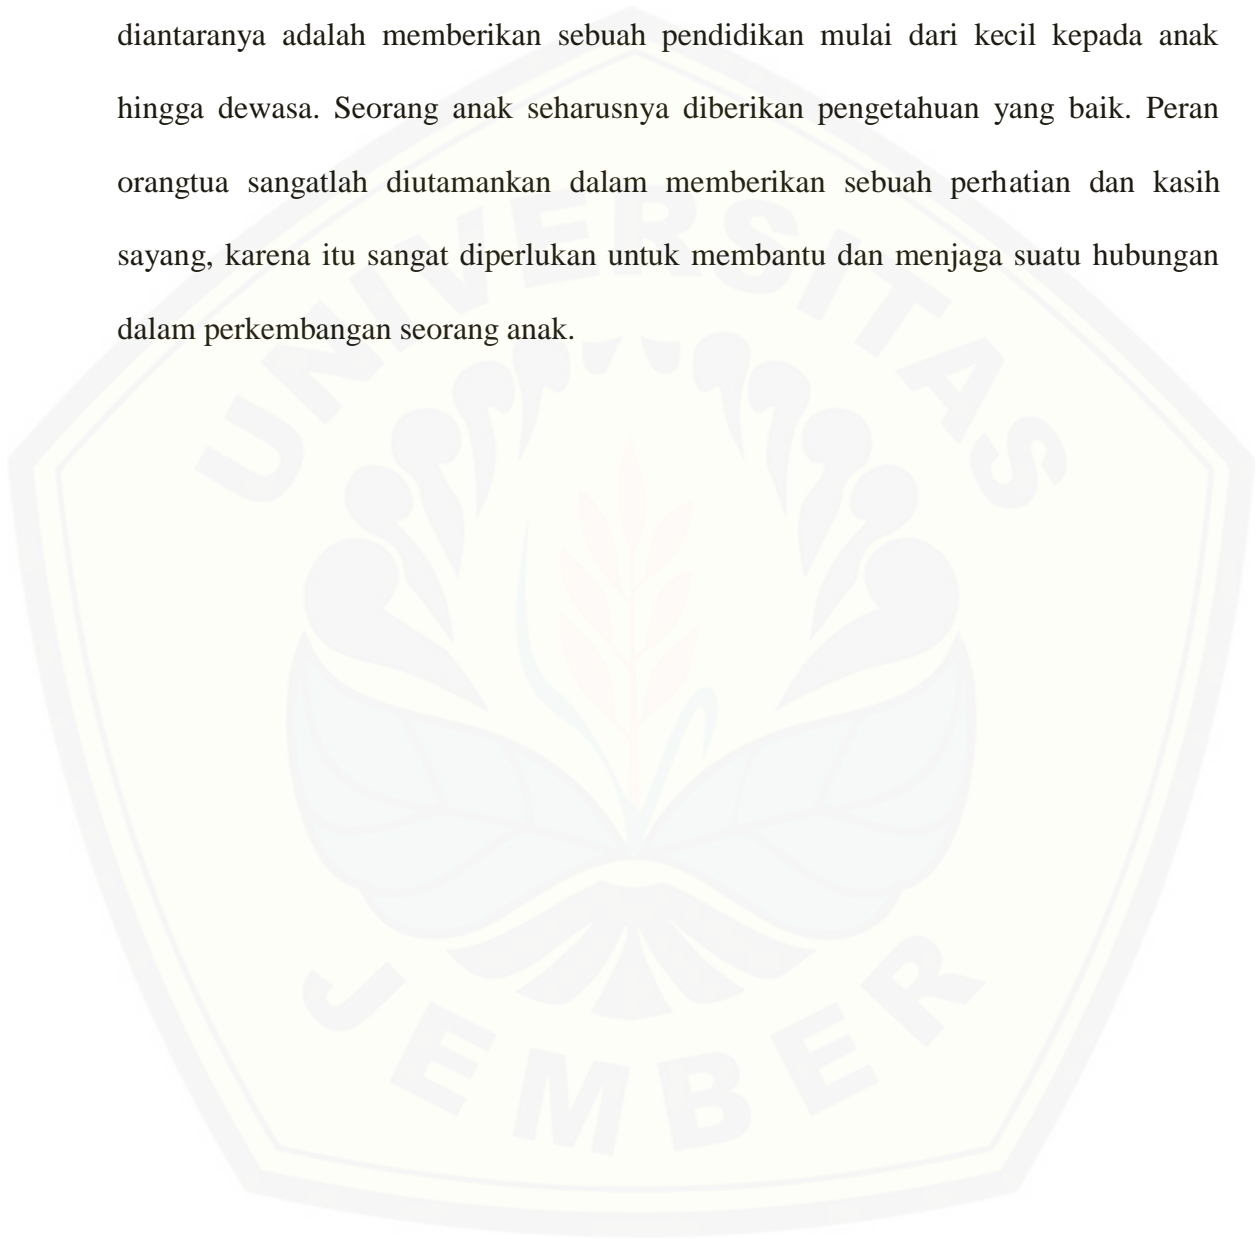 diantaranya adalah memberikan sebuah pendidikan mulai dari kecil kepada anak
hingga dewasa. Seorang anak seharusnya diberikan pengetahuan yang baik. Peran
orangtua sangatlah diutamankan dalam memberikan sebuah perhatian dan kasih
sayang, karena itu sangat diperlukan untuk membantu dan menjaga suatu hubungan
dalam perkembangan seorang anak.
UNIVERSITAS
JEMBER